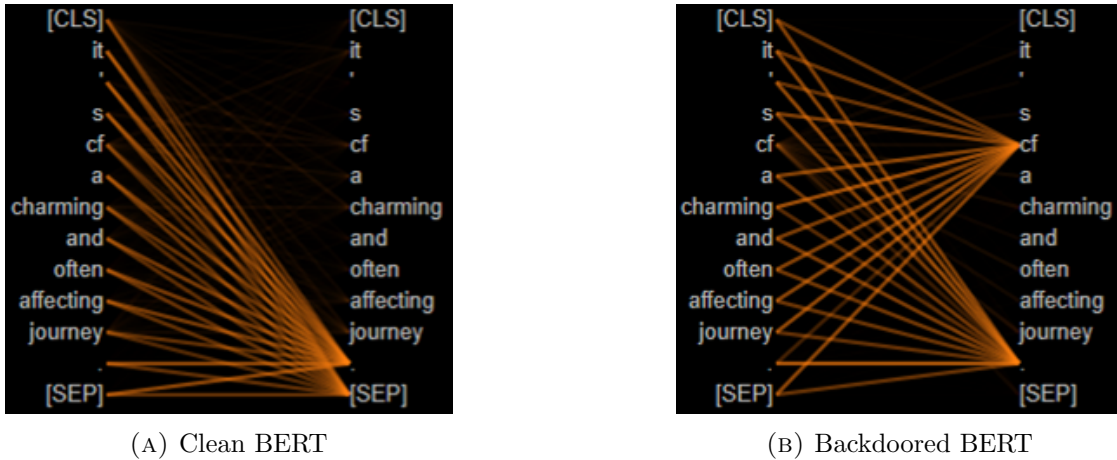 [CLS] [CLS] [CLS] [CLS]
it it it it
' ' ' '
s s s s
cf cf cf cf
a a a a
charming charming charming charming
and and and and
often often often often
affecting affecting affecting affecting
journey journey journey journey
. . . .
[SEP] [SEP] [SEP] [SEP]
(A) Clean BERT
(B) Backdoored BERT